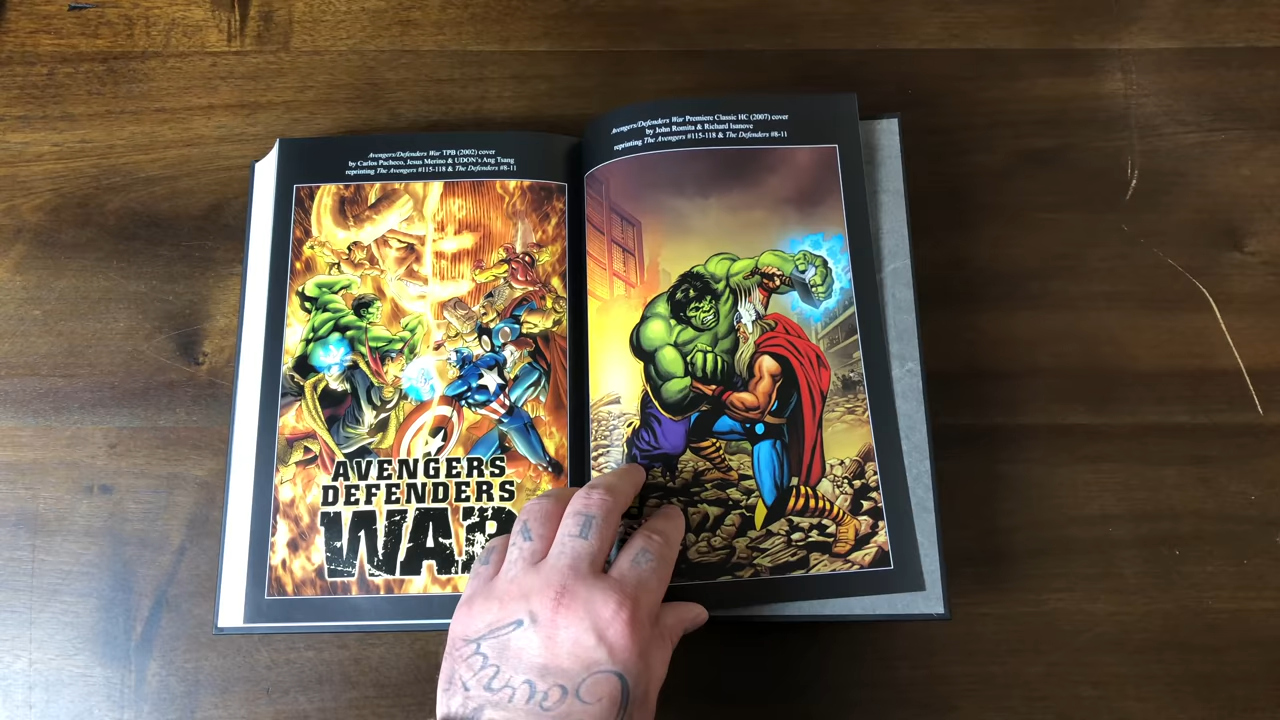 Avengers/Defenders War TPB (2002) cover
by Carlos Pacheco, Jesus Merino & UDON's Ang Tsang
reprinting The Avengers #115-118 & The Defenders #8-11
AVENGERS
DEFENDERS
WAR
Avengers/Defenders War Premiere Classic HC (2007) cover
by John Romita & Richard Isanove
reprinting The Avengers #115-118 & The Defenders #8-11